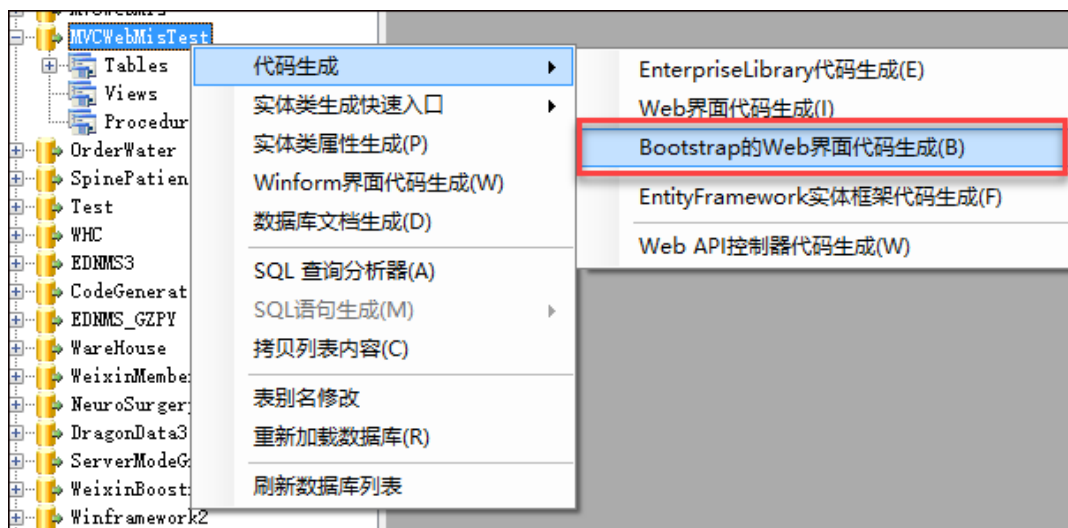 MVCWebMisTest
Tables
Views
Procedur
OrderWater
SpinePatien
Test
WHC
EDNMS3
CodeGenerat
EDNMS_GZPY
WareHouse
WeixinMember
NeuroSurger
DragonData3
ServerModeG
WeixinBoost
Winframework2
代码生成
实体类生成快速入口
实体类属性生成(P)
Winform界面代码生成(W)
数据库文档生成(D)
SQL 查询分析器(A)
SQL语句生成(M)
拷贝列表内容(C)
表别名修改
重新加载数据库(R)
刷新数据库列表
EnterpriseLibrary代码生成(E)
Web界面代码生成(I)
Bootstrap的Web界面代码生成(B)
EntityFramework实体框架代码生成(F)
Web API控制器代码生成(W)